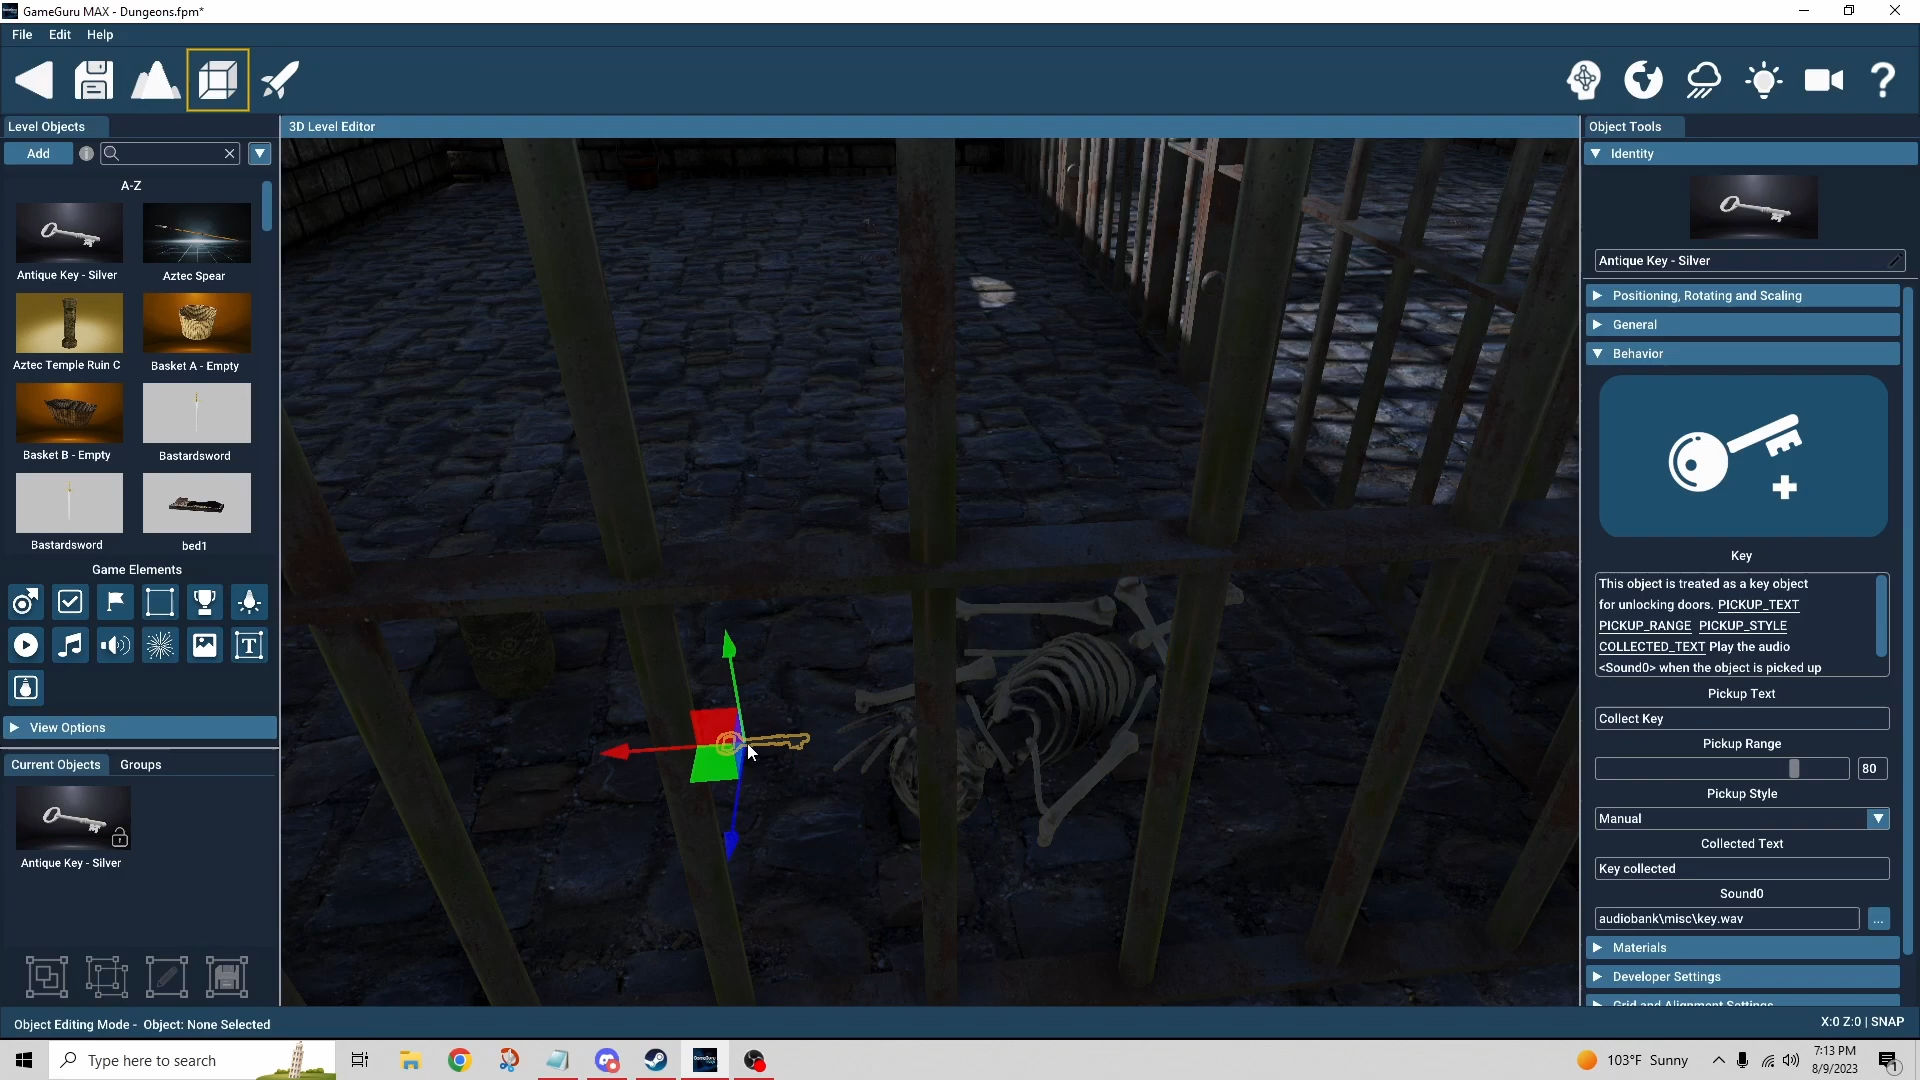 GameGuru MAX - Dungeons.fpm*
File Edit Help
Level Objects
3D Level Editor
Object Tools
Add
A-Z
Antique Key - Silver
Aztec Spear
Aztec Temple Ruin C
Basket A - Empty
Basket B - Empty
Bastardsword
Bastardsword
bed1
Game Elements
View Options
Current Objects Groups
Antique Key - Silver
Identity
Antique Key - Silver
Positioning, Rotating and Scaling
General
Behavior
Key
This object is treated as a key object
for unlocking doors. PICKUP_TEXT
PICKUP_RANGE PICKUP_STYLE
COLLECTED_TEXT Play the audio
<Sound0> when the object is picked up
Pickup Text
Collect Key
Pickup Range
80
Pickup Style
Manual
Collected Text
Key collected
Sound0
audiobank\misc\key.wav
...
Materials
Developer Settings
Grid and Alignment Settings
Object Editing Mode - Object: None Selected
X:0 Z:0 | SNAP
Type here to search
103°F Sunny
7:13 PM
8/9/2023
1